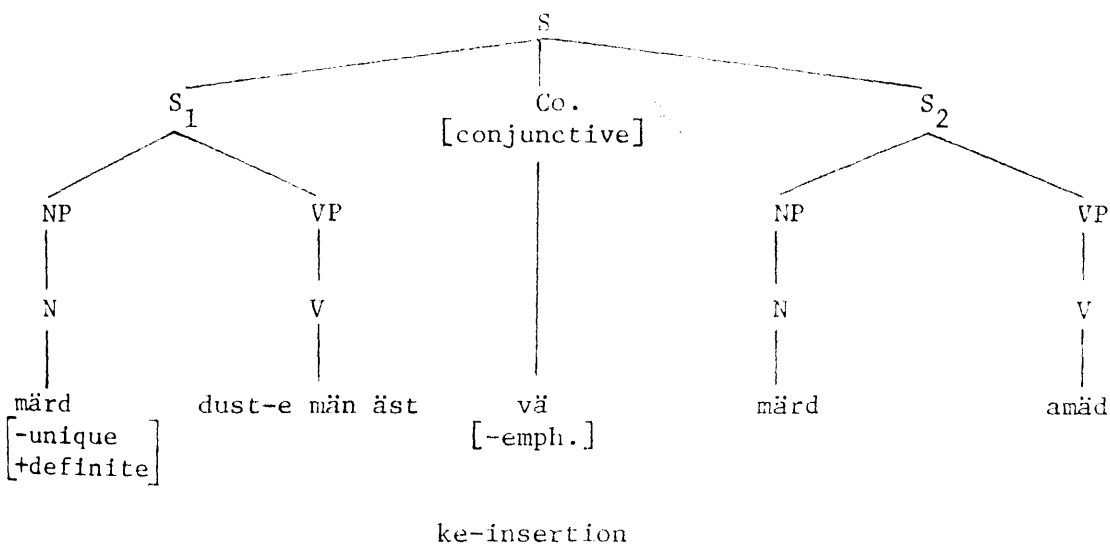 S
S1 Co. S2
[conjunctive]
NP VP NP VP
N V N V
märd dust-e män äst vä märd amäd
[-unique [-emph.]
+definite]
ke-insertion